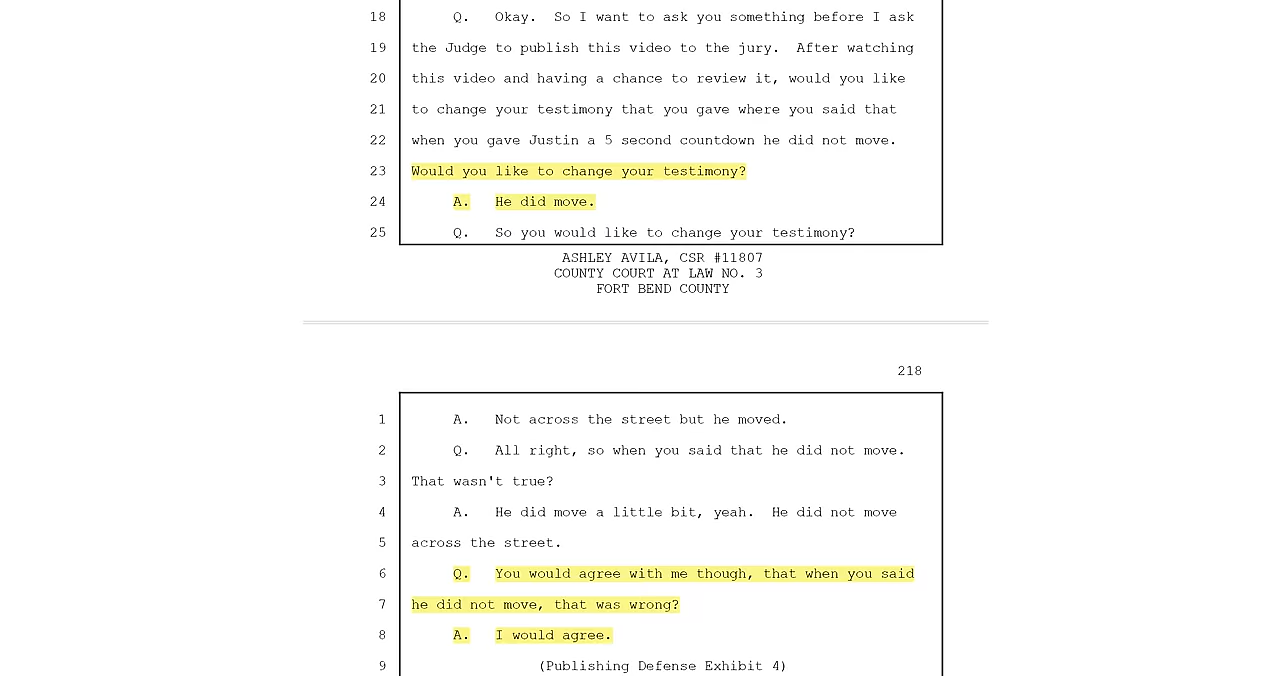 18 Q. Okay. So I want to ask you something before I ask
19 the Judge to publish this video to the jury. After watching
20 this video and having a chance to review it, would you like
21 to change your testimony that you gave where you said that
22 when you gave Justin a 5 second countdown he did not move.
23 Would you like to change your testimony?
24 A. He did move.
25 Q. So you would like to change your testimony?
ASHLEY AVILA, CSR #11807
COUNTY COURT AT LAW NO. 3
FORT BEND COUNTY
218
1 A. Not across the street but he moved.
2 Q. All right, so when you said that he did not move.
3 That wasn't true?
4 A. He did move a little bit, yeah. He did not move
5 across the street.
6 Q. You would agree with me though, that when you said
7 he did not move, that was wrong?
8 A. I would agree.
9 (Publishing Defense Exhibit 4)